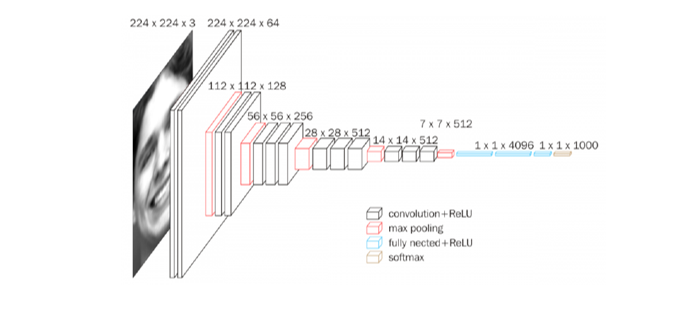 224 x 224 x 3 224 x 224 x 64
112 x 112 x 128
56 x 56 x 256
28 x 28 x 512
14 x 14 x 512
7 x 7 x 512
1 x 1 x 4096 1 x 1 x 1000
convolution+ReLU
max pooling
fully nected+ReLU
softmax